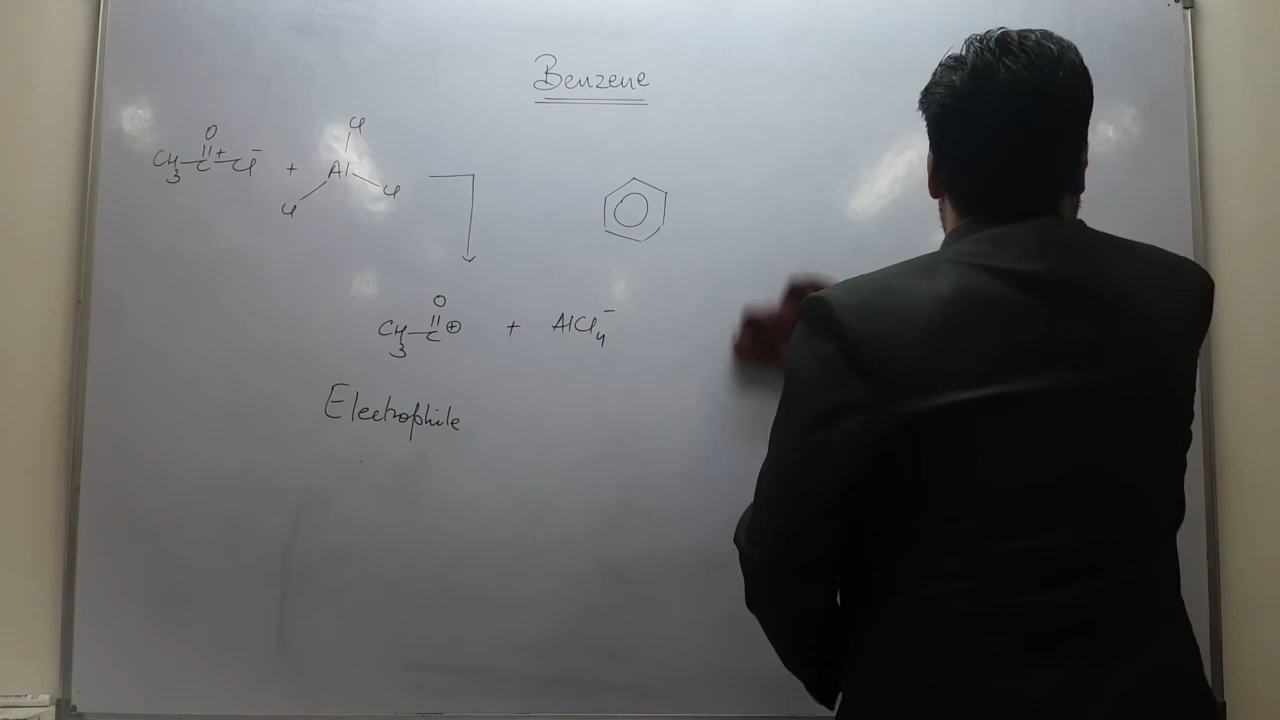 Benzene
O
CH3-C+-Cl-
+
Cl
Al
Cl
Cl
O
CH3-C⊕ + AlCl4-
Electrophile